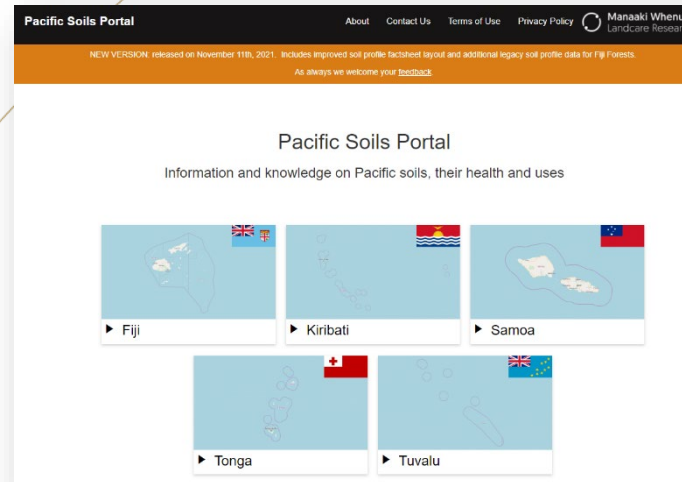 Pacific Soils Portal
About Contact Us Terms of Use Privacy Policy
Manaaki Whenu
Landcare Resear
NEW VERSION: released on November 11th, 2021. Includes improved soil profile factsheet layout and additional legacy soil profile data for Fiji Forests.
As always we welcome your feedback
Pacific Soils Portal
Information and knowledge on Pacific soils, their health and uses
Fiji
Kiribati
Samoa
Tonga
Tuvalu